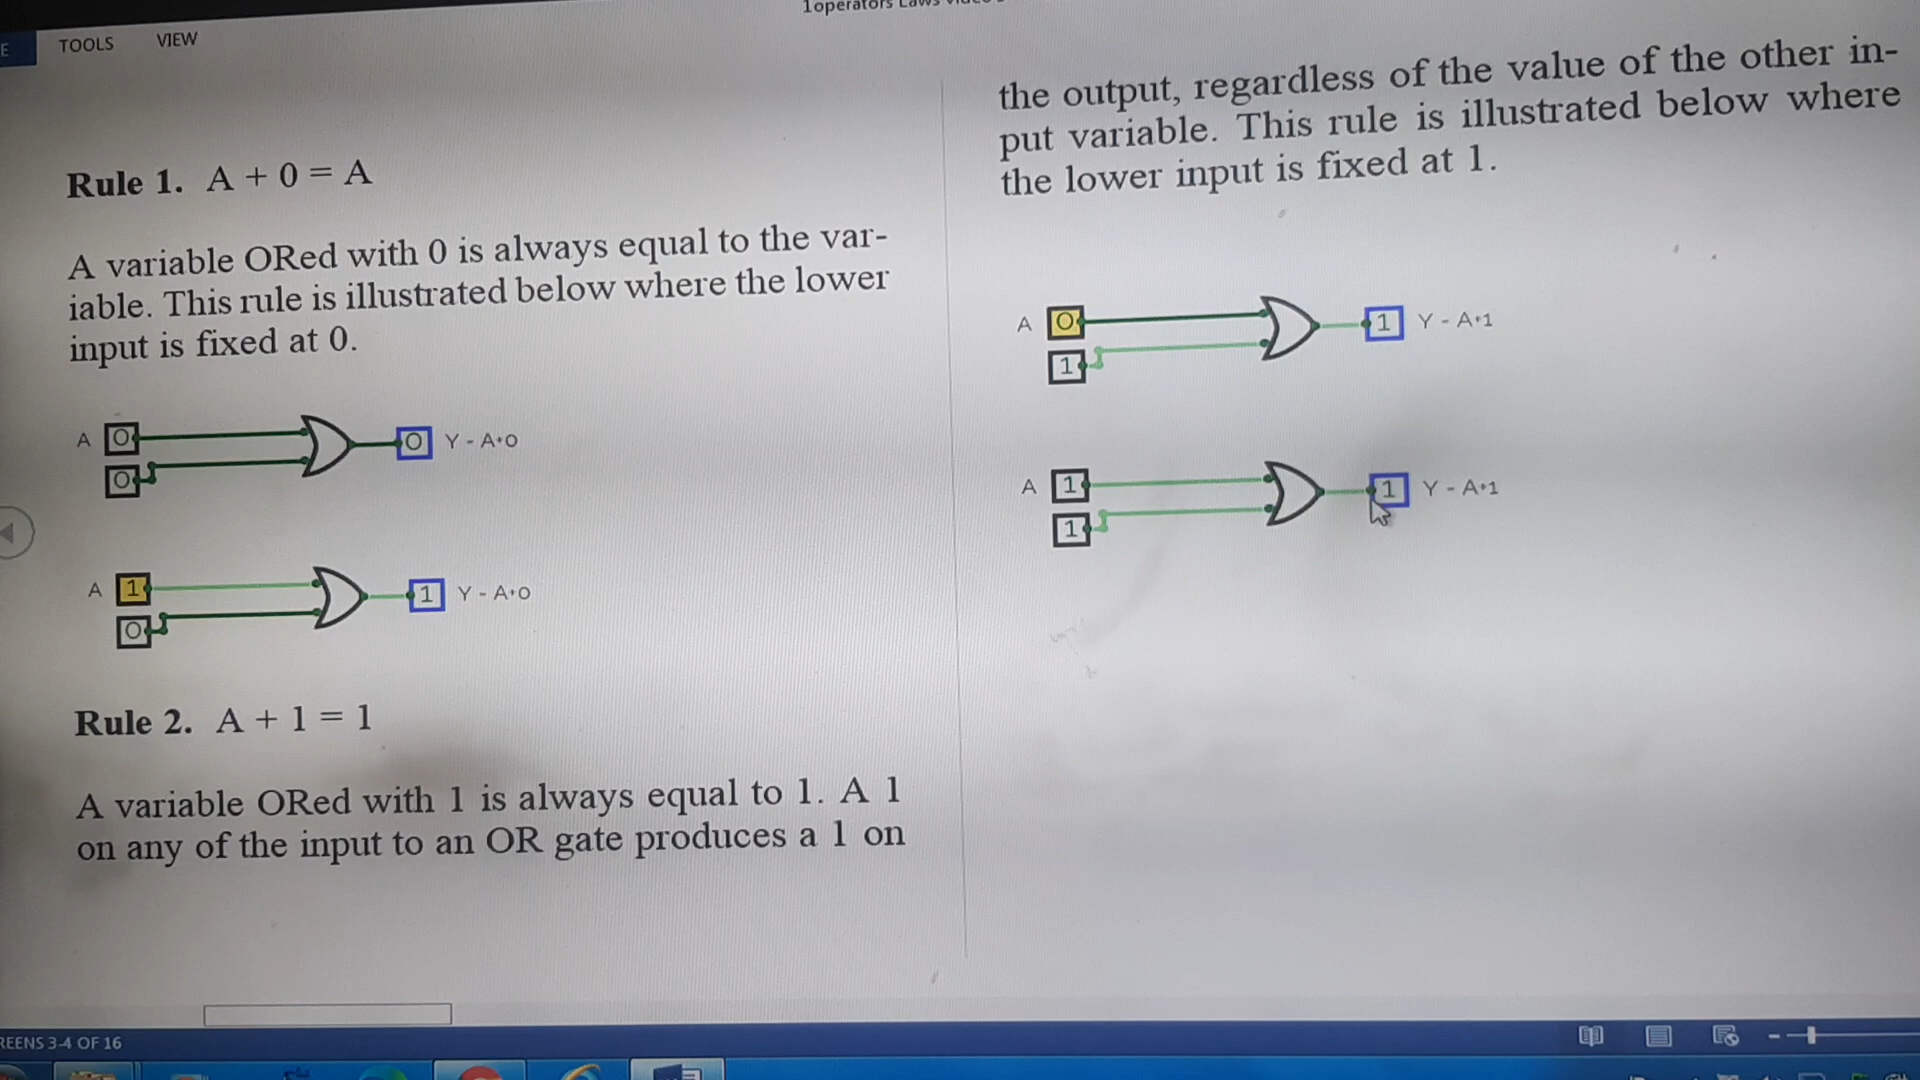 TOOLS VIEW
Rule 1. A + 0 = A
A variable ORed with 0 is always equal to the var-
iable. This rule is illustrated below where the lower
input is fixed at 0.
A 0 0 Y - A+0
0
A 1 1 Y - A+0
0
Rule 2. A + 1 = 1
A variable ORed with 1 is always equal to 1. A 1
on any of the input to an OR gate produces a 1 on
the output, regardless of the value of the other in-
put variable. This rule is illustrated below where
the lower input is fixed at 1.
A 0 1 Y - A+1
1
A 1 1 Y - A+1
1
3-4 OF 16